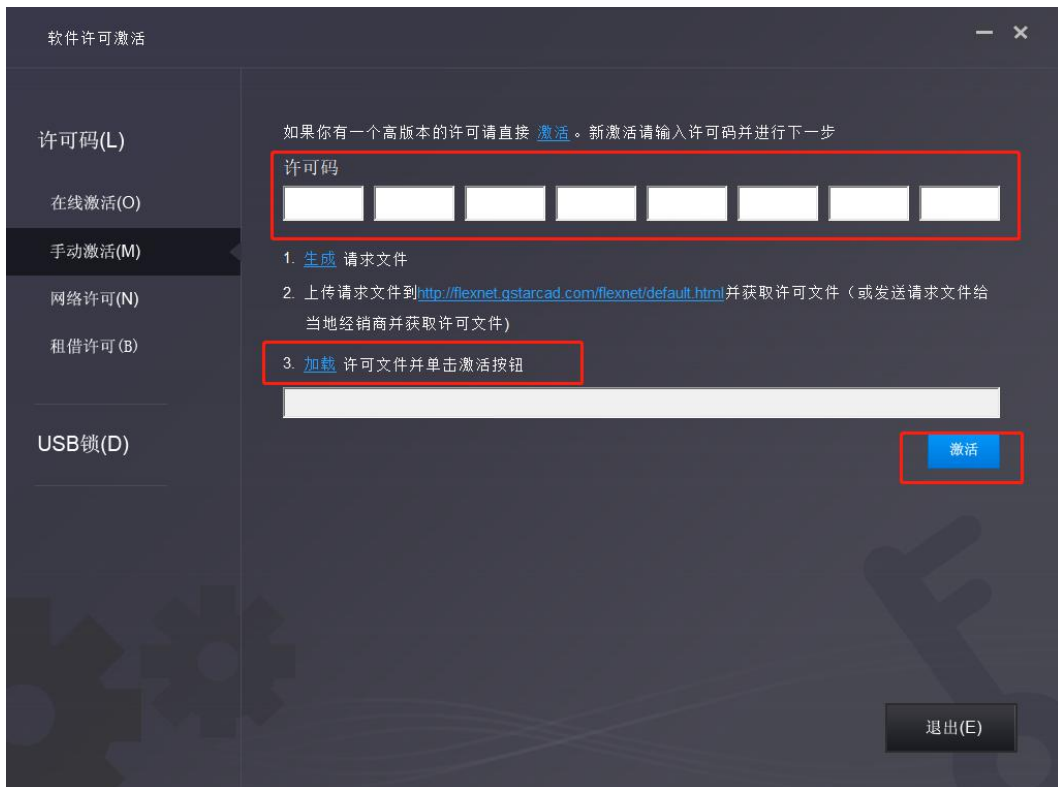 软件许可激活
许可码(L)
在线激活(O)
手动激活(M)
网络许可(N)
租借许可(B)
USB锁(D)
如果你有一个高版本的许可请直接 激活。新激活请输入许可码并进行下一步
许可码
1. 生成 请求文件
2. 上传请求文件到http://flexnet.gstarcad.com/flexnet/default.html并获取许可文件（或发送请求文件给
当地经销商并获取许可文件)
3. 加载 许可文件并单击激活按钮
激活
退出(E)